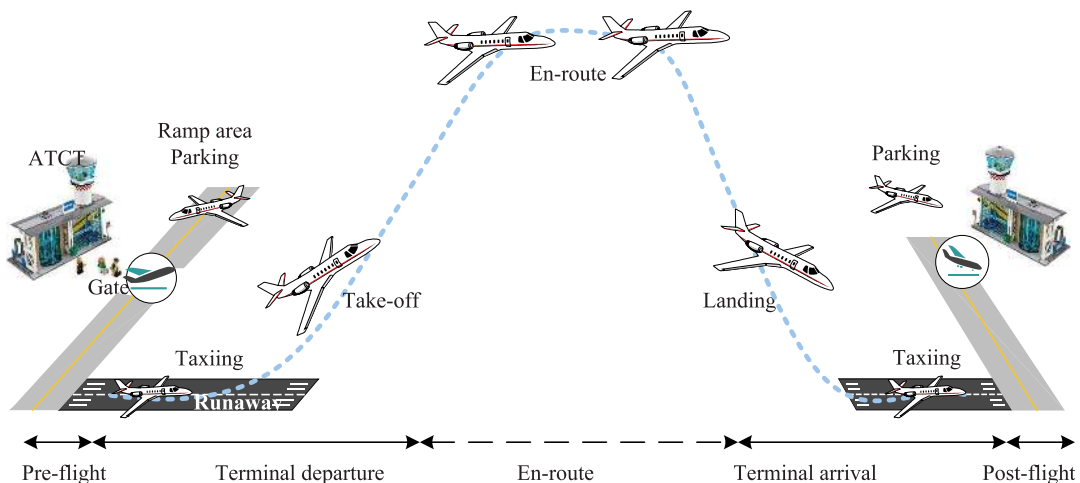 En-route
Ramp area
Parking
ATCT
Parking
Gate
Take-off
Landing
Taxiing
Taxiing
Runaway
Pre-flight
Terminal departure
En-route
Terminal arrival
Post-flight